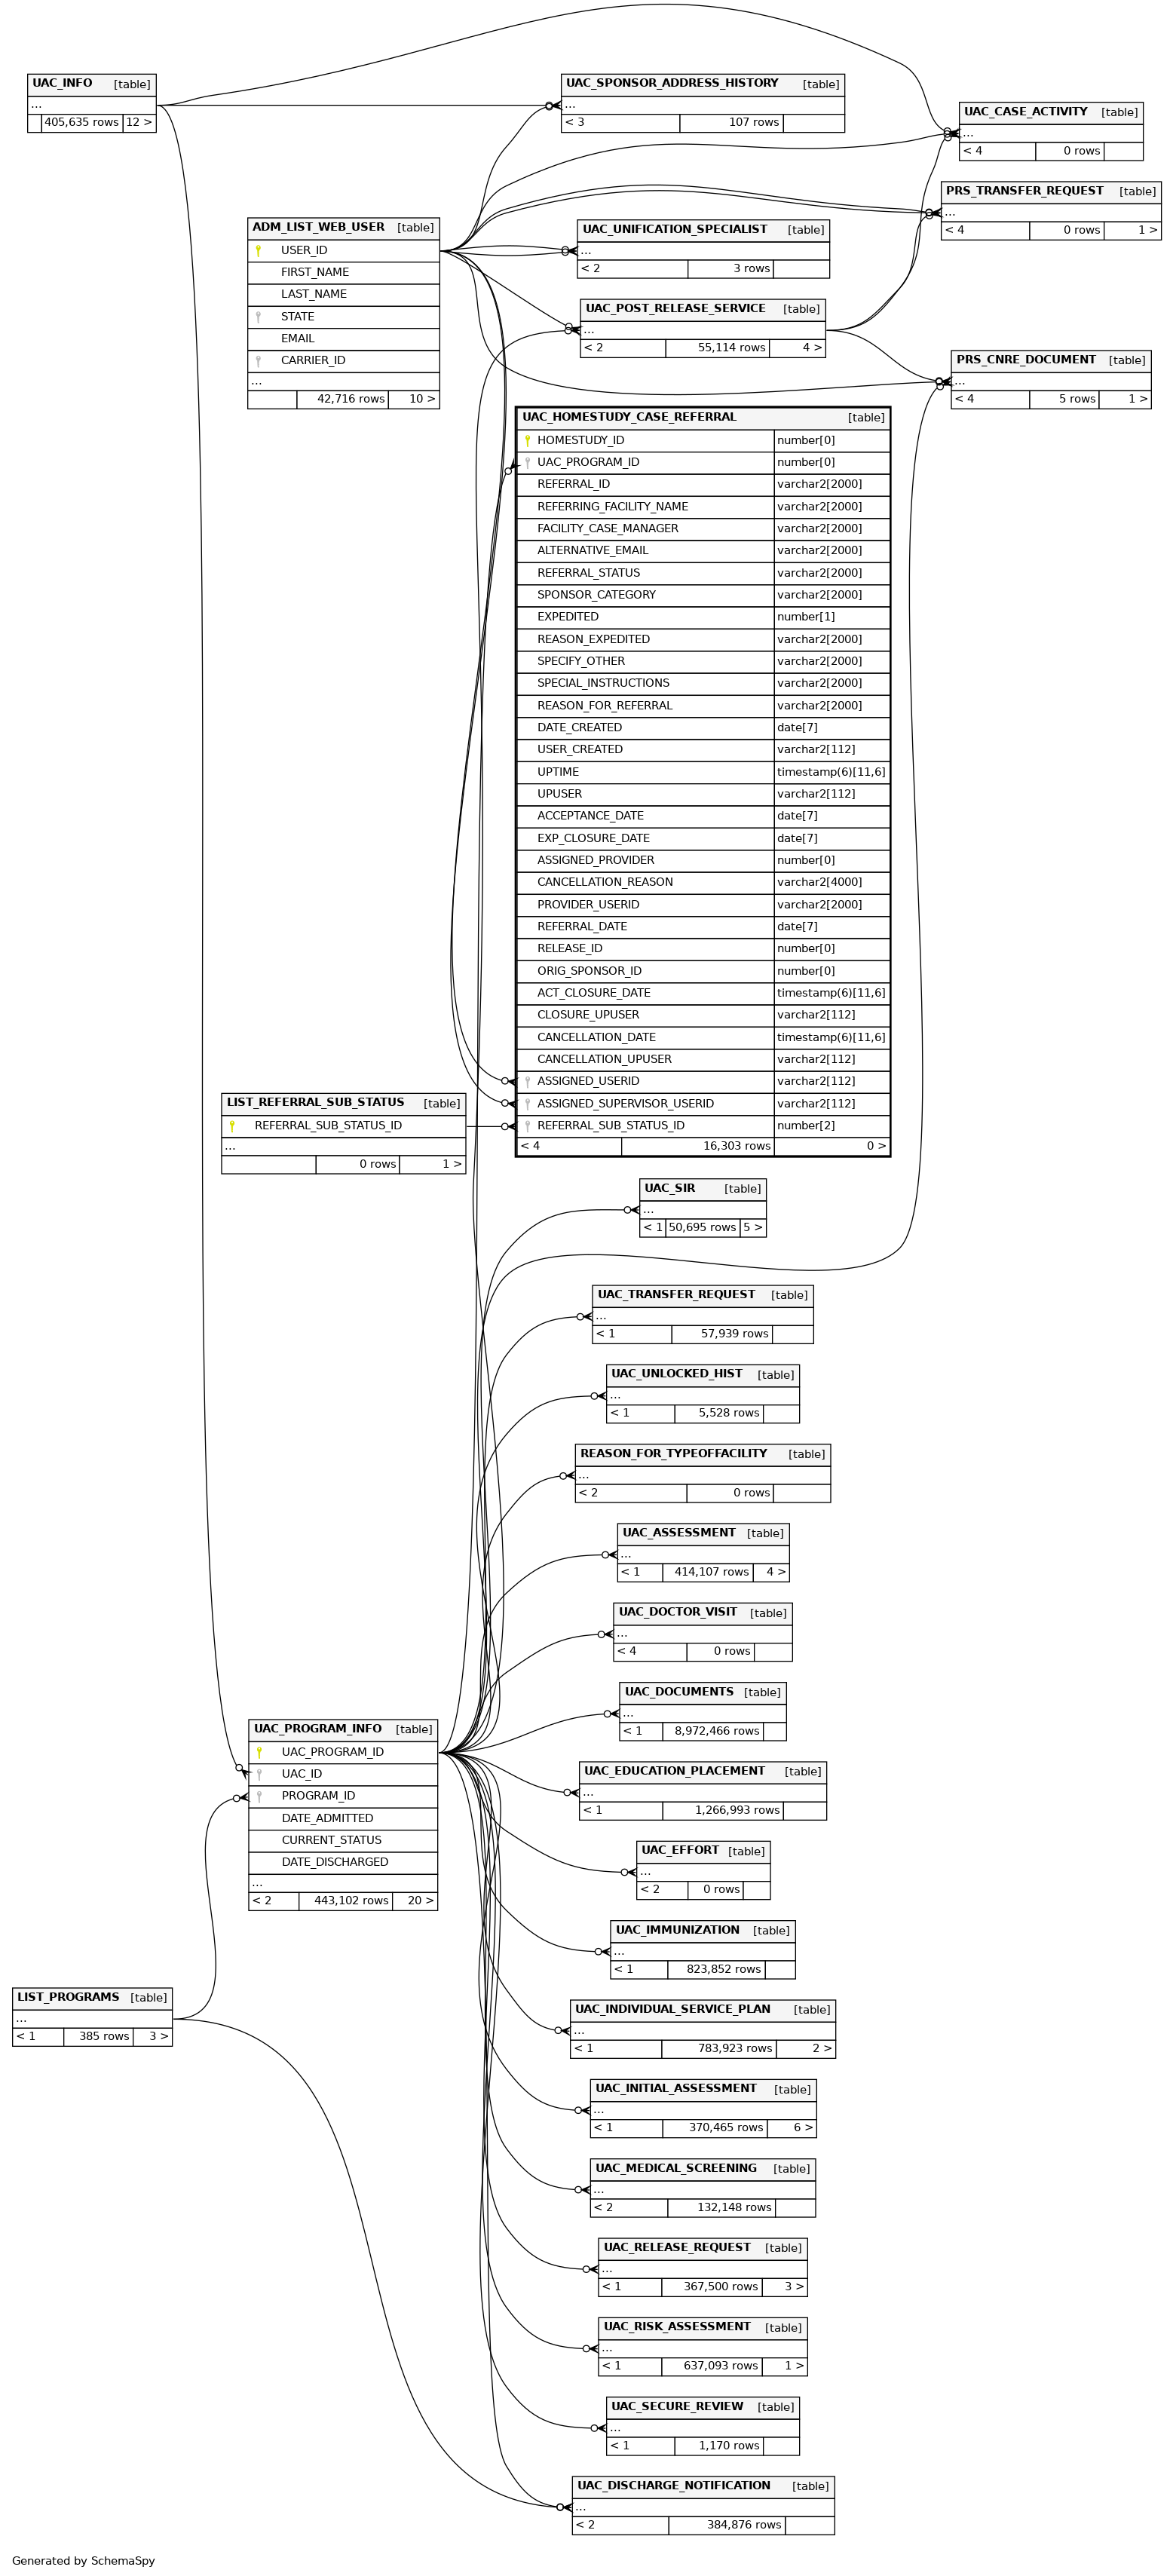 UAC_INFO [table]
...
405,635 rows 12 >
UAC_SPONSOR_ADDRESS_HISTORY [table]
...
< 3 107 rows
UAC_CASE_ACTIVITY [table]
...
< 4 0 rows
PRS_TRANSFER_REQUEST [table]
...
< 4 0 rows 1 >
ADM_LIST_WEB_USER [table]
USER_ID
FIRST_NAME
LAST_NAME
STATE
EMAIL
CARRIER_ID
...
42,716 rows 10 >
UAC_UNIFICATION_SPECIALIST [table]
...
< 2 3 rows
UAC_POST_RELEASE_SERVICE [table]
...
< 2 55,114 rows 4 >
PRS_CNRE_DOCUMENT [table]
...
< 4 5 rows 1 >
UAC_HOMESTUDY_CASE_REFERRAL [table]
HOMESTUDY_ID number[0]
UAC_PROGRAM_ID number[0]
REFERRAL_ID varchar2[2000]
REFERRING_FACILITY_NAME varchar2[2000]
FACILITY_CASE_MANAGER varchar2[2000]
ALTERNATIVE_EMAIL varchar2[2000]
REFERRAL_STATUS varchar2[2000]
SPONSOR_CATEGORY varchar2[2000]
EXPEDITED number[1]
REASON_EXPEDITED varchar2[2000]
SPECIFY_OTHER varchar2[2000]
SPECIAL_INSTRUCTIONS varchar2[2000]
REASON_FOR_REFERRAL varchar2[2000]
DATE_CREATED date[7]
USER_CREATED varchar2[112]
UPTIME timestamp(6)[11,6]
UPUSER varchar2[112]
ACCEPTANCE_DATE date[7]
EXP_CLOSURE_DATE date[7]
ASSIGNED_PROVIDER number[0]
CANCELLATION_REASON varchar2[4000]
PROVIDER_USERID varchar2[2000]
REFERRAL_DATE date[7]
RELEASE_ID number[0]
ORIG_SPONSOR_ID number[0]
ACT_CLOSURE_DATE timestamp(6)[11,6]
CLOSURE_UPUSER varchar2[112]
CANCELLATION_DATE timestamp(6)[11,6]
CANCELLATION_UPUSER varchar2[112]
ASSIGNED_USERID varchar2[112]
ASSIGNED_SUPERVISOR_USERID varchar2[112]
REFERRAL_SUB_STATUS_ID number[2]
< 4 16,303 rows 0 >
LIST_REFERRAL_SUB_STATUS [table]
REFERRAL_SUB_STATUS_ID
...
0 rows 1 >
UAC_SIR [table]
...
< 1 50,695 rows 5 >
UAC_TRANSFER_REQUEST [table]
...
< 1 57,939 rows
UAC_UNLOCKED_HIST [table]
...
< 1 5,528 rows
REASON_FOR_TYPEOFFACILITY [table]
...
< 2 0 rows
UAC_ASSESSMENT [table]
...
< 1 414,107 rows 4 >
UAC_DOCTOR_VISIT [table]
...
< 4 0 rows
UAC_DOCUMENTS [table]
...
< 1 8,972,466 rows
UAC_PROGRAM_INFO [table]
UAC_PROGRAM_ID
UAC_ID
PROGRAM_ID
DATE_ADMITTED
CURRENT_STATUS
DATE_DISCHARGED
...
< 2 443,102 rows 20 >
UAC_EDUCATION_PLACEMENT [table]
...
< 1 1,266,993 rows
UAC_EFFORT [table]
...
< 2 0 rows
UAC_IMMUNIZATION [table]
...
< 1 823,852 rows
LIST_PROGRAMS [table]
...
< 1 385 rows 3 >
UAC_INDIVIDUAL_SERVICE_PLAN [table]
...
< 1 783,923 rows 2 >
UAC_INITIAL_ASSESSMENT [table]
...
< 1 370,465 rows 6 >
UAC_MEDICAL_SCREENING [table]
...
< 2 132,148 rows
UAC_RELEASE_REQUEST [table]
...
< 1 367,500 rows 3 >
UAC_RISK_ASSESSMENT [table]
...
< 1 637,093 rows 1 >
UAC_SECURE_REVIEW [table]
...
< 1 1,170 rows
UAC_DISCHARGE_NOTIFICATION [table]
...
< 2 384,876 rows
Generated by SchemaSpy